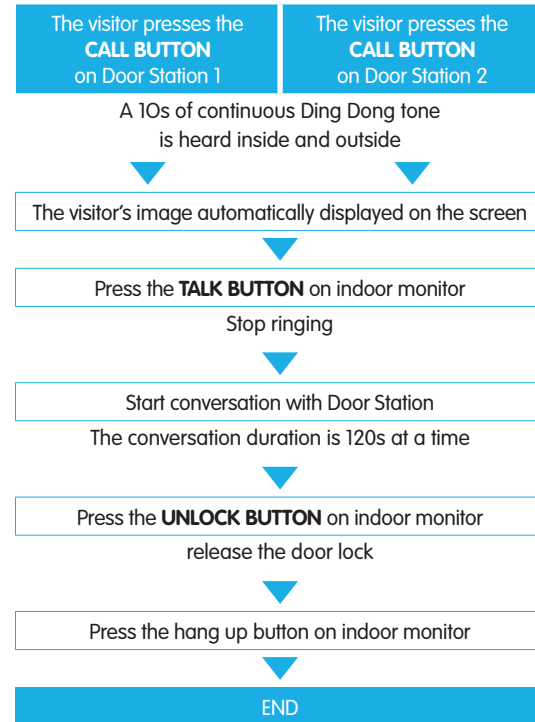 The visitor presses the
CALL BUTTON
on Door Station 1
The visitor presses the
CALL BUTTON
on Door Station 2
A 10s of continuous Ding Dong tone
is heard inside and outside
The visitor's image automatically displayed on the screen
Press the TALK BUTTON on indoor monitor
Stop ringing
Start conversation with Door Station
The conversation duration is 120s at a time
Press the UNLOCK BUTTON on indoor monitor
release the door lock
Press the hang up button on indoor monitor
END